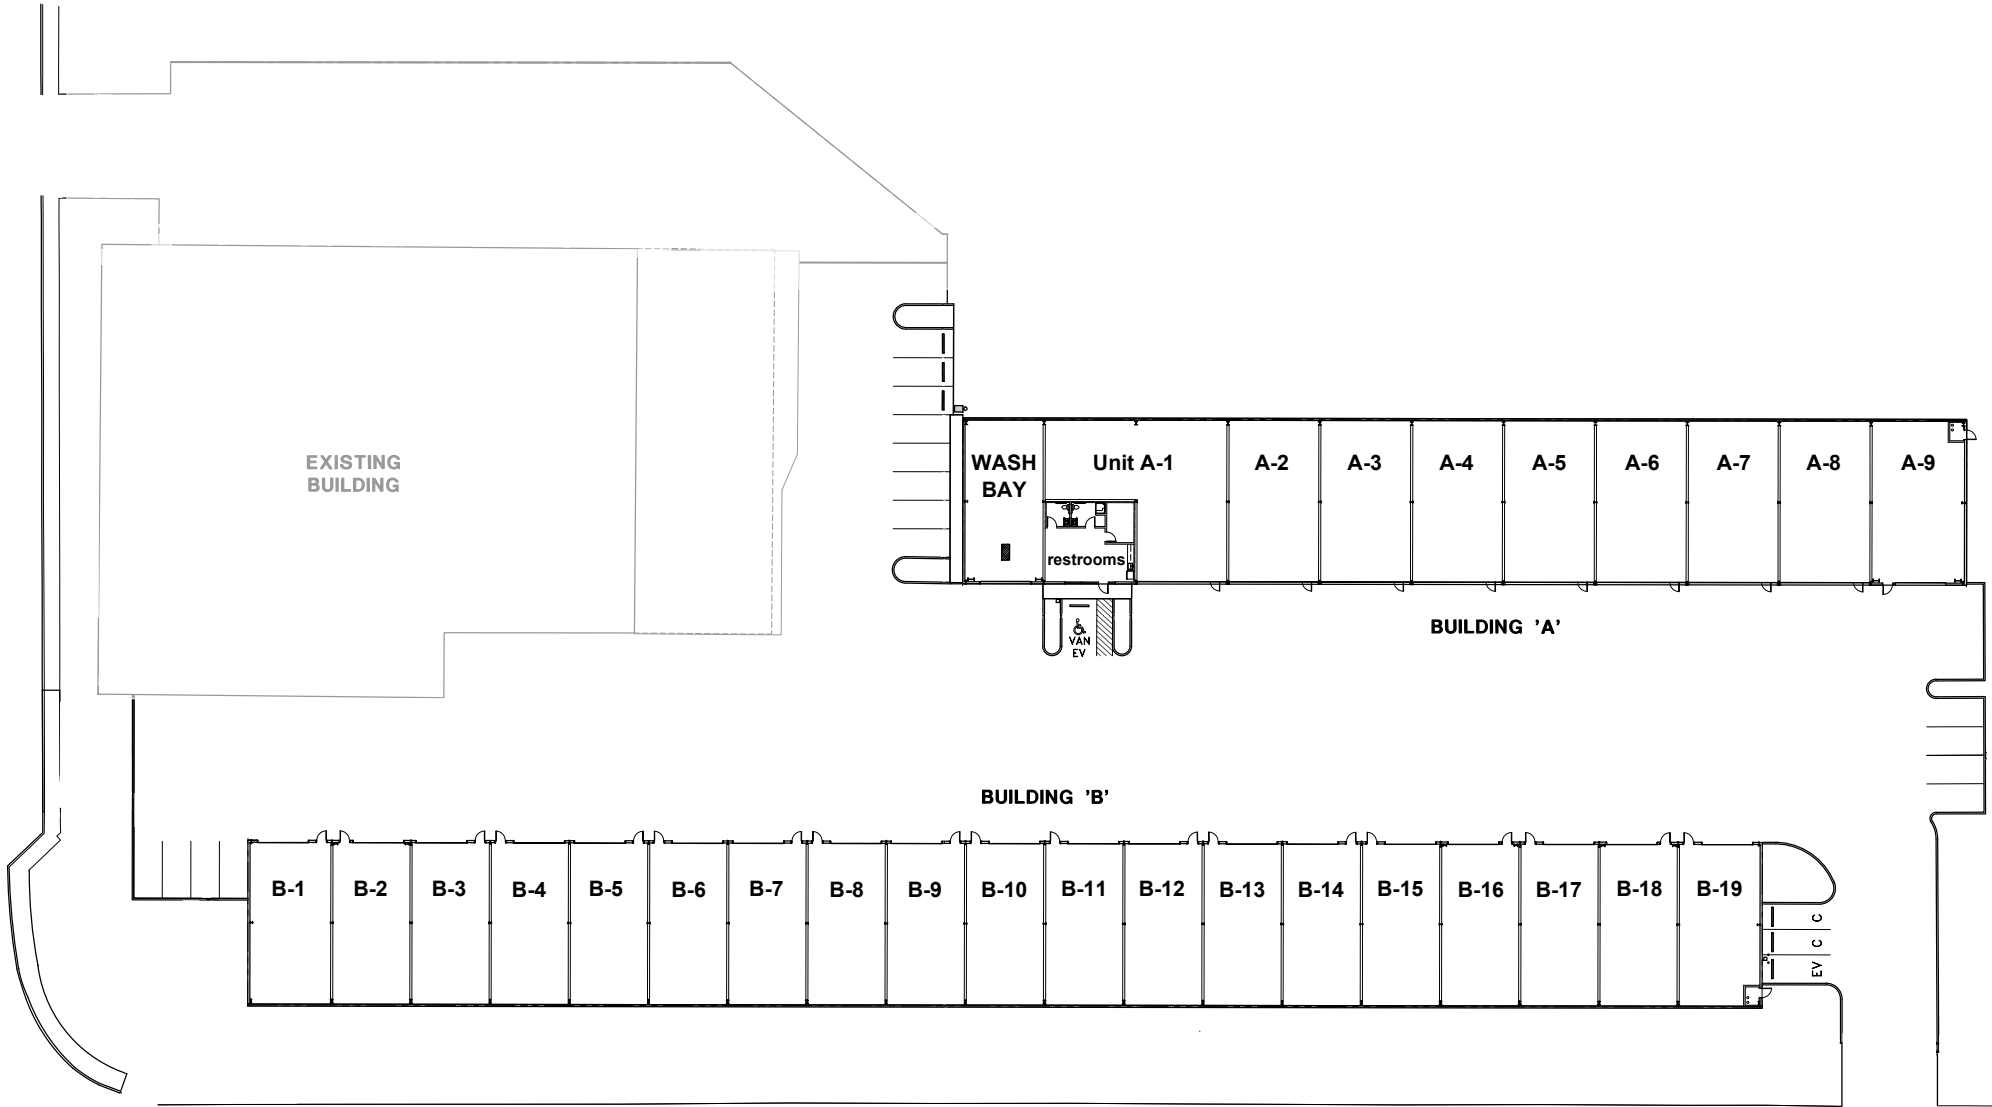 EXISTING
BUILDING
WASH
BAY
Unit A-1
A-2
A-3
A-4
A-5
A-6
A-7
A-8
A-9
restrooms
VAN
EV
BUILDING 'A'
BUILDING 'B'
B-1
B-2
B-3
B-4
B-5
B-6
B-7
B-8
B-9
B-10
B-11
B-12
B-13
B-14
B-15
B-16
B-17
B-18
B-19
C
C
EV